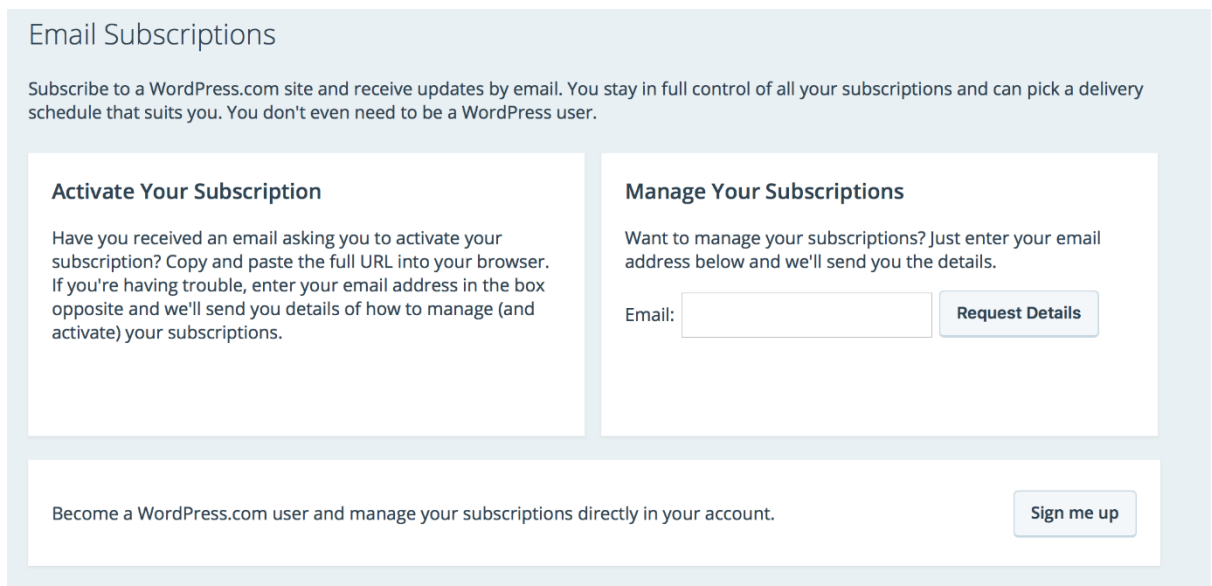 Email Subscriptions
Subscribe to a WordPress.com site and receive updates by email. You stay in full control of all your subscriptions and can pick a delivery
schedule that suits you. You don't even need to be a WordPress user.
Activate Your Subscription
Have you received an email asking you to activate your
subscription? Copy and paste the full URL into your browser.
If you're having trouble, enter your email address in the box
opposite and we'll send you details of how to manage (and
activate) your subscriptions.
Manage Your Subscriptions
Want to manage your subscriptions? Just enter your email
address below and we'll send you the details.
Email:
Request Details
Become a WordPress.com user and manage your subscriptions directly in your account.
Sign me up